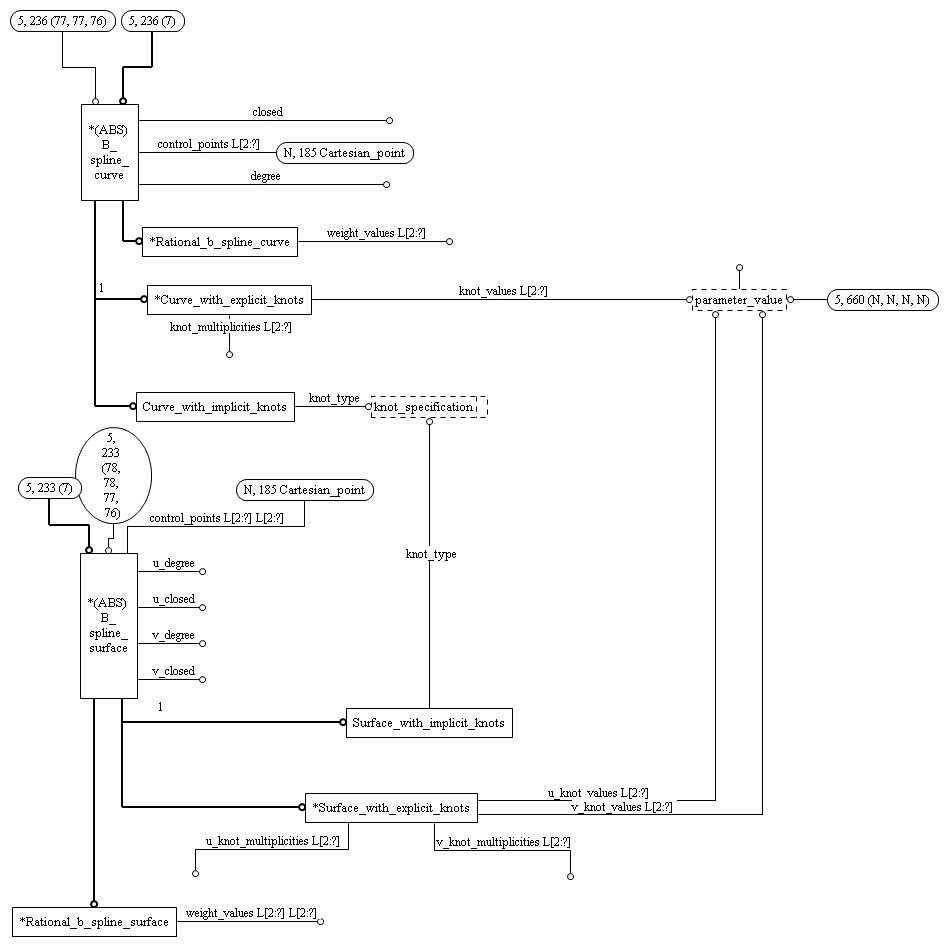 5, 236 (77, 77, 76)
5, 236 (7)
*(ABS)
B_
spline_
curve
closed
control_points L[2:?]
N, 185 Cartesian_point
degree
*Rational_b_spline_curve
weight_values L[2:?]
1
*Curve_with_explicit_knots
knot_values L[2:?]
parameter_value
5, 660 (N, N, N, N)
knot_multiplicities L[2:?]
Curve_with_implicit_knots
knot_type
knot_specification
5,
233
(78,
78,
77,
76)
5, 233 (7)
N, 185 Cartesian_point
control_points L[2:?] L[2:?]
knot_type
*(ABS)
B_
spline_
surface
u_degree
u_closed
v_degree
v_closed
1
Surface_with_implicit_knots
*Surface_with_explicit_knots
u_knot_values L[2:?]
v_knot_values L[2:?]
u_knot_multiplicities L[2:?]
v_knot_multiplicities L[2:?]
*Rational_b_spline_surface
weight_values L[2:?] L[2:?]